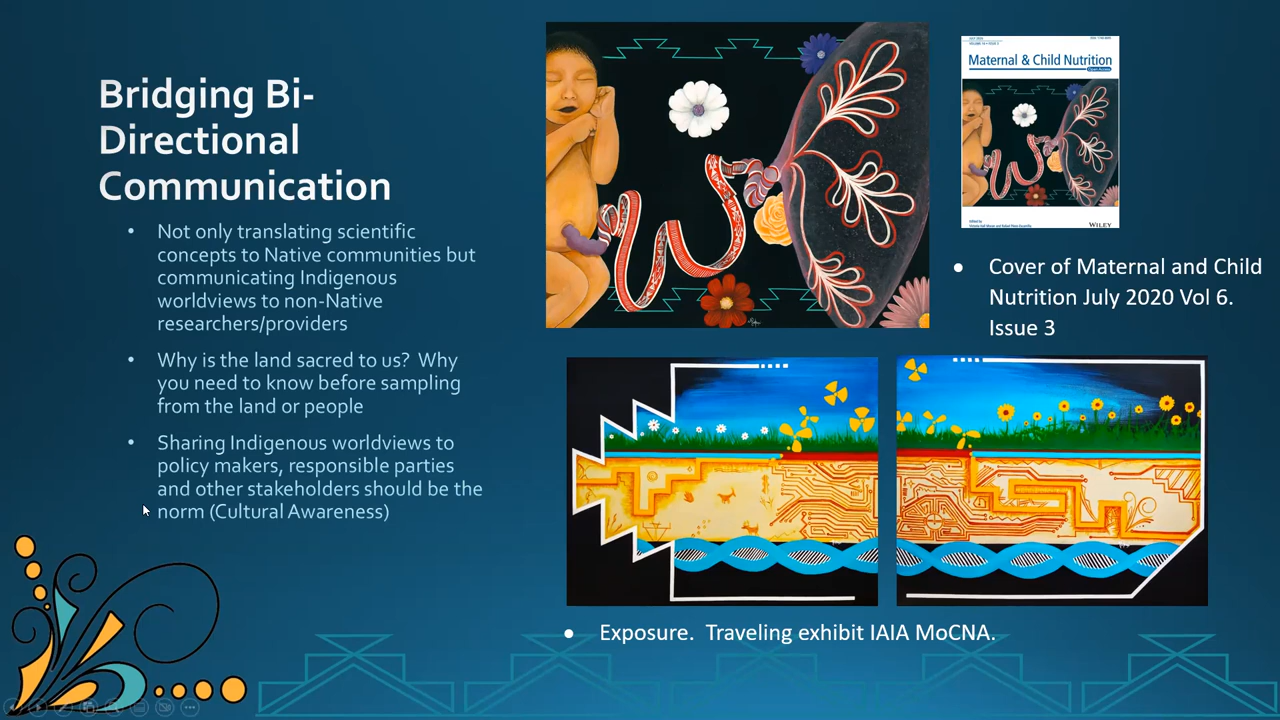 Bridging Bi-
Directional
Communication
• Not only translating scientific
concepts to Native communities but
communicating Indigenous
worldviews to non-Native
researchers/providers
• Why is the land sacred to us?  Why
you need to know before sampling
from the land or people
• Sharing Indigenous worldviews to
policy makers, responsible parties
and other stakeholders should be the
norm (Cultural Awareness)
Maternal & Child Nutrition
WILEY
• Cover of Maternal and Child
Nutrition July 2020 Vol 6.
Issue 3
• Exposure.  Traveling exhibit IAIA MoCNA.